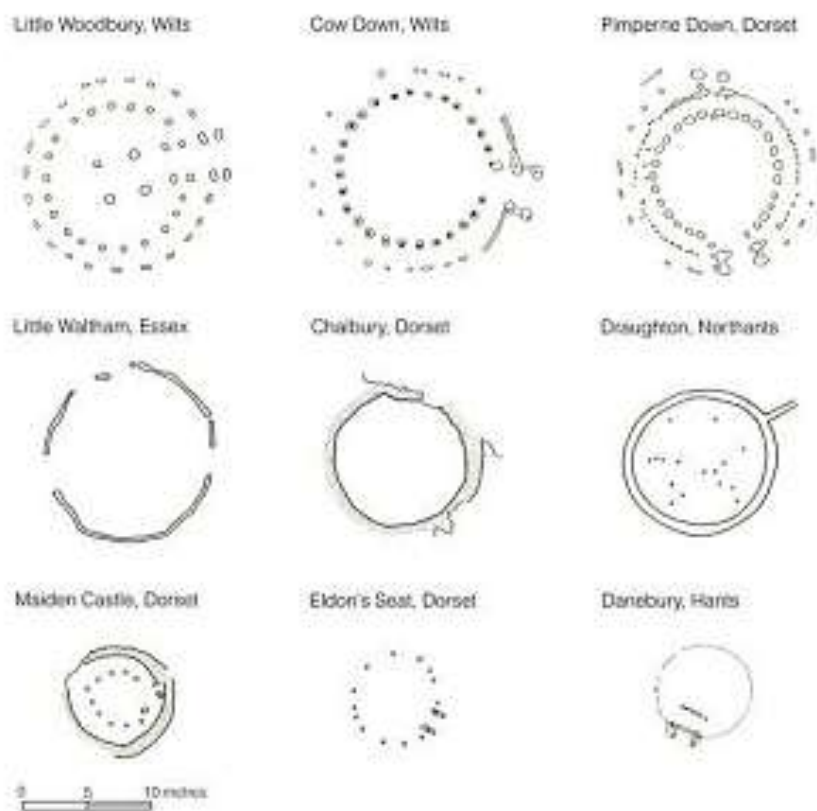 Little Woodbury, Wilts
Cow Down, Wilts
Pimperne Down, Dorset
Little Waltham, Essex
Chalbury, Dorset
Draughton, Northants
Maiden Castle, Dorset
Eldon's Seat, Dorset
Danebury, Hants
0 5 10 metres